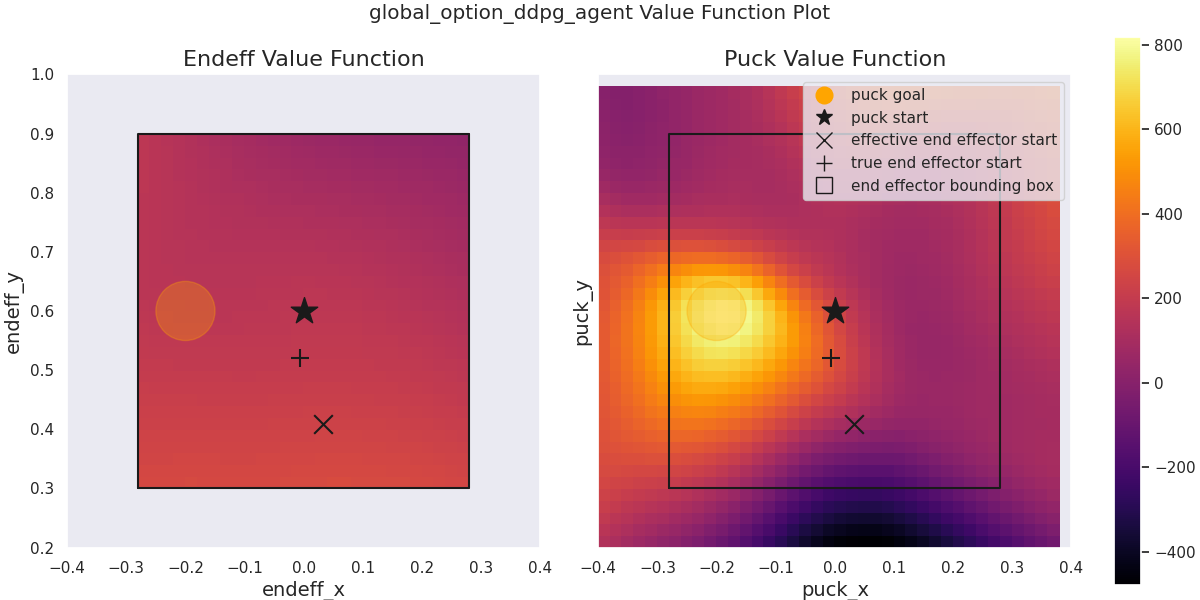 global_option_ddpg_agent Value Function Plot
Endeff Value Function
1.0
0.9
0.8
0.7
0.6
0.5
0.4
0.3
0.2
endeff_y
−0.4 −0.3 −0.2 −0.1 0.0 0.1 0.2 0.3 0.4
endeff_x
Puck Value Function
puck goal
puck start
effective end effector start
true end effector start
end effector bounding box
puck_y
−0.4 −0.3 −0.2 −0.1 0.0 0.1 0.2 0.3 0.4
puck_x
800
600
400
200
0
−200
−400